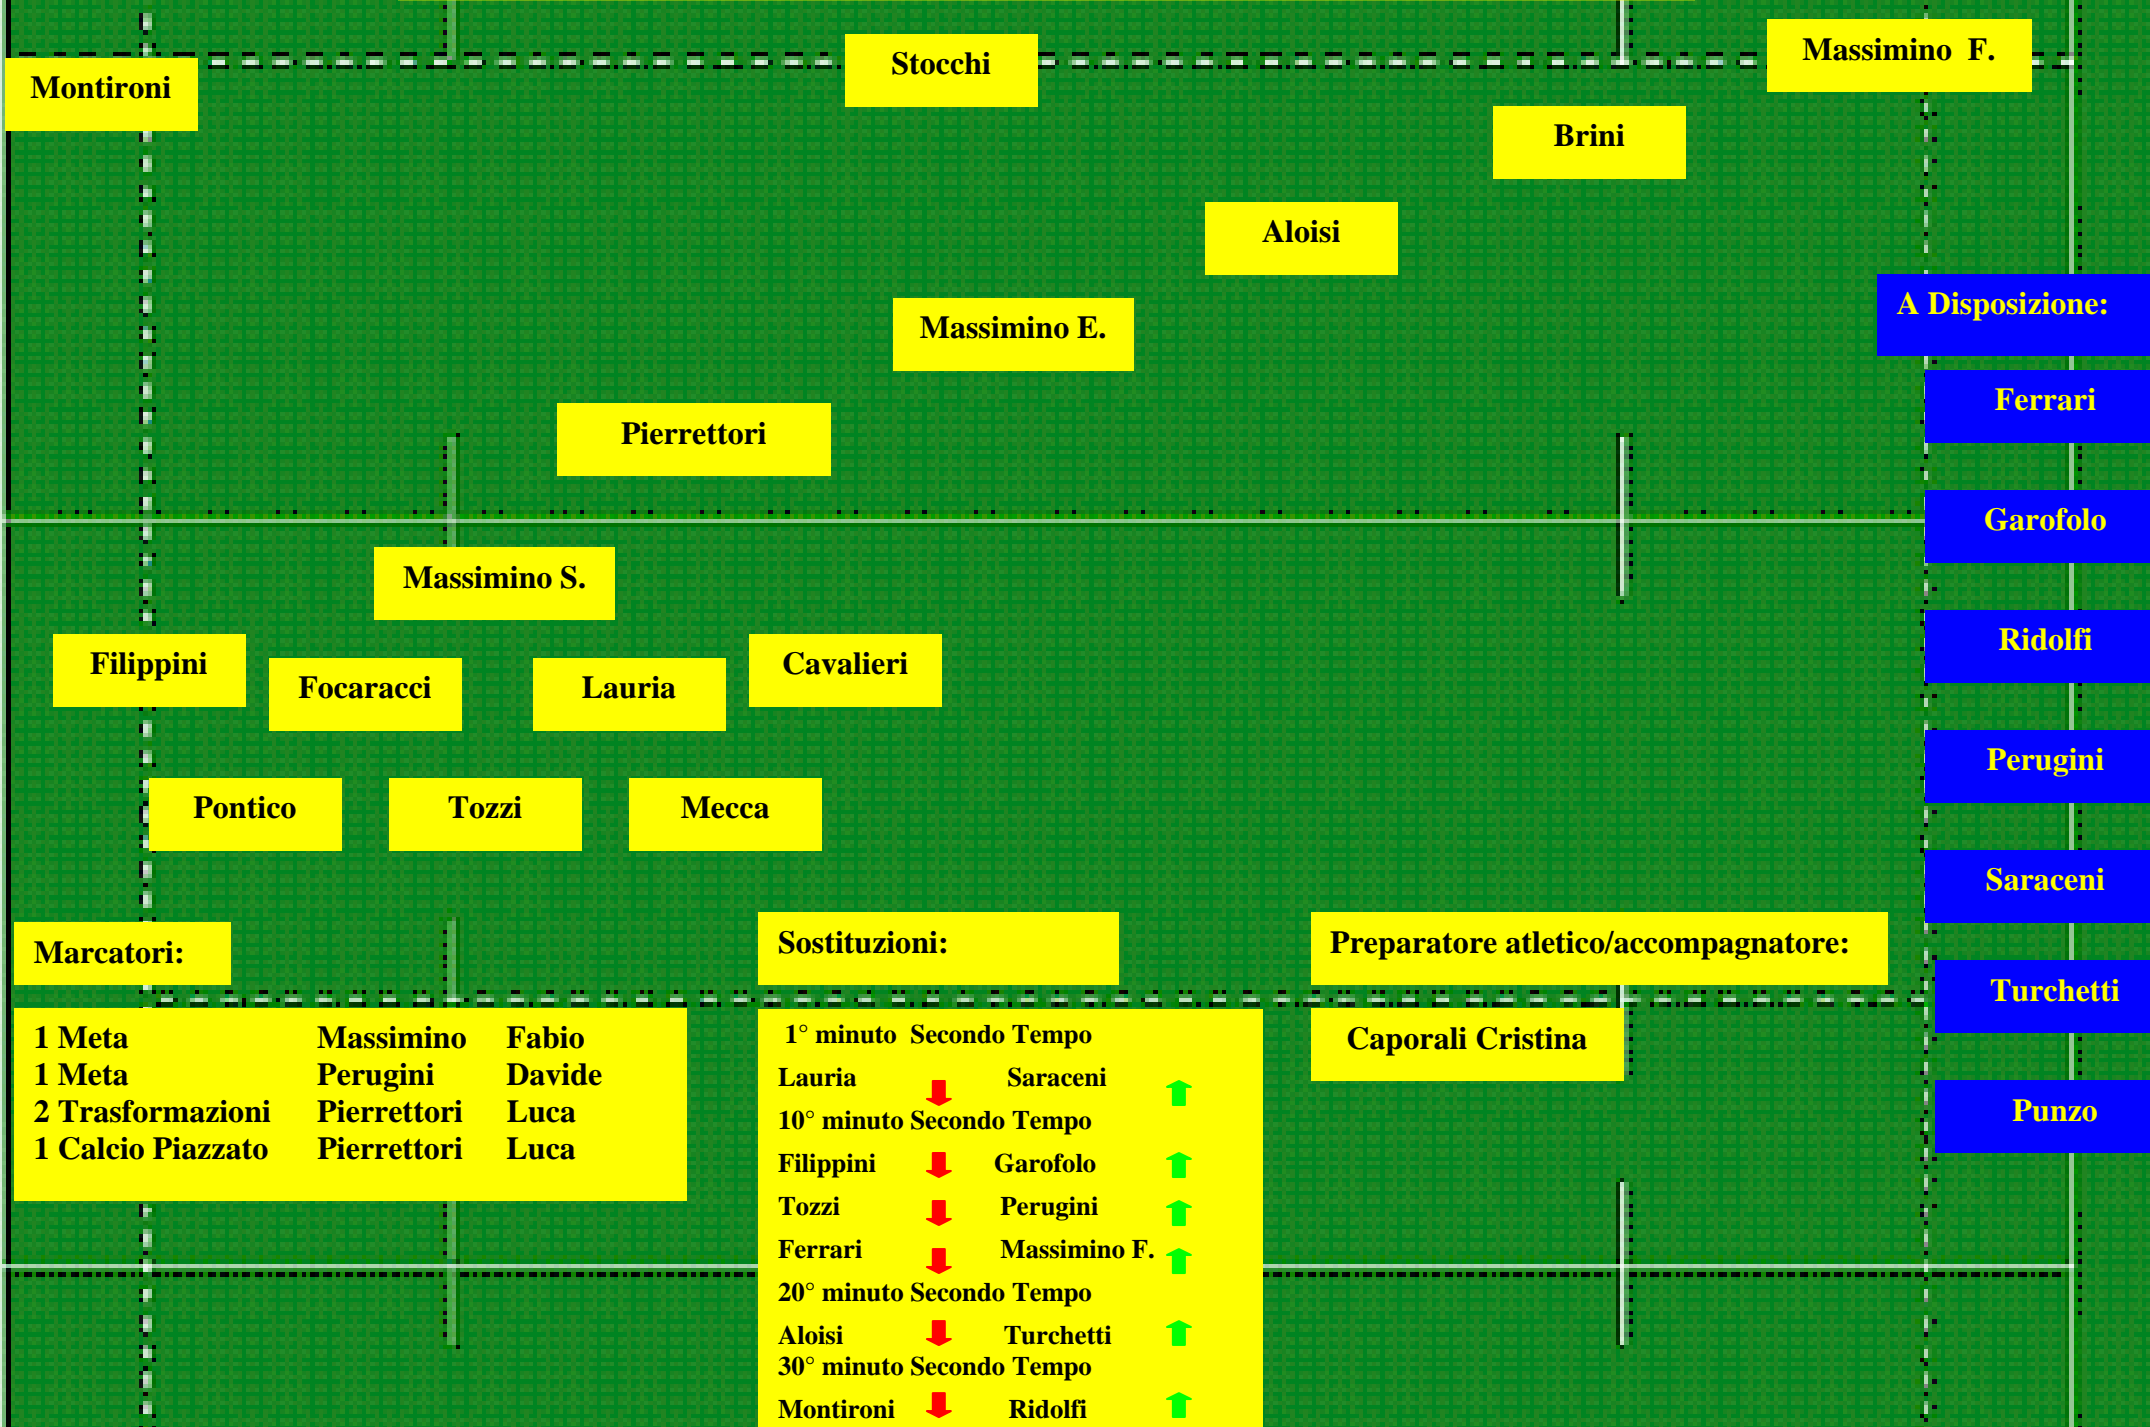 Massimino F.
Stocchi
Montironi
Brini
Aloisi
A Disposizione:
Massimino E.
Ferrari
Pierrettori
Garofolo
Massimino S.
Ridolfi
Filippini
Cavalieri
Focaracci
Lauria
Perugini
Pontico
Tozzi
Mecca
Saraceni
Turchetti
Punzo
Marcatori:
1 Meta Massimino Fabio
1 Meta Perugini Davide
2 Trasformazioni Pierrettori Luca
1 Calcio Piazzato Pierrettori Luca
Sostituzioni:
1° minuto Secondo Tempo
Lauria Saraceni
10° minuto Secondo Tempo
Filippini Garofolo
Tozzi Perugini
Ferrari Massimino F.
20° minuto Secondo Tempo
Aloisi Turchetti
30° minuto Secondo Tempo
Montironi Ridolfi
Preparatore atletico/accompagnatore:
Caporali Cristina